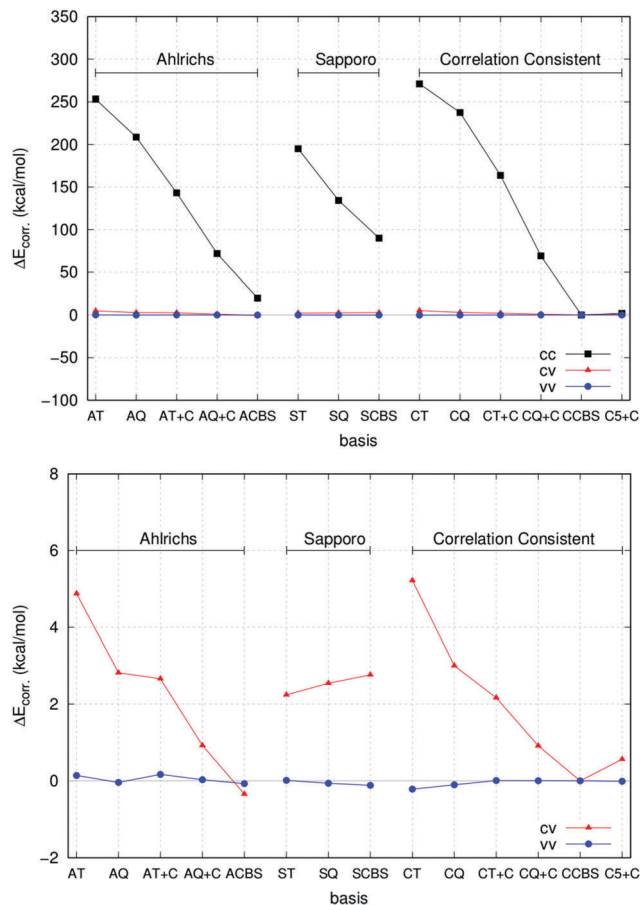 350
300
250
200
150
100
50
0
−50
−100
ΔEcorr. (kcal/mol)
Ahlrichs
Sapporo
Correlation Consistent
cc
cv
vv
AT AQ AT+C AQ+C ACBS ST SQ SCBS CT CQ CT+C CQ+C CCBS C5+C
basis
8
6
4
2
0
−2
ΔEcorr. (kcal/mol)
Ahlrichs
Sapporo
Correlation Consistent
cv
vv
AT AQ AT+C AQ+C ACBS ST SQ SCBS CT CQ CT+C CQ+C CCBS C5+C
basis